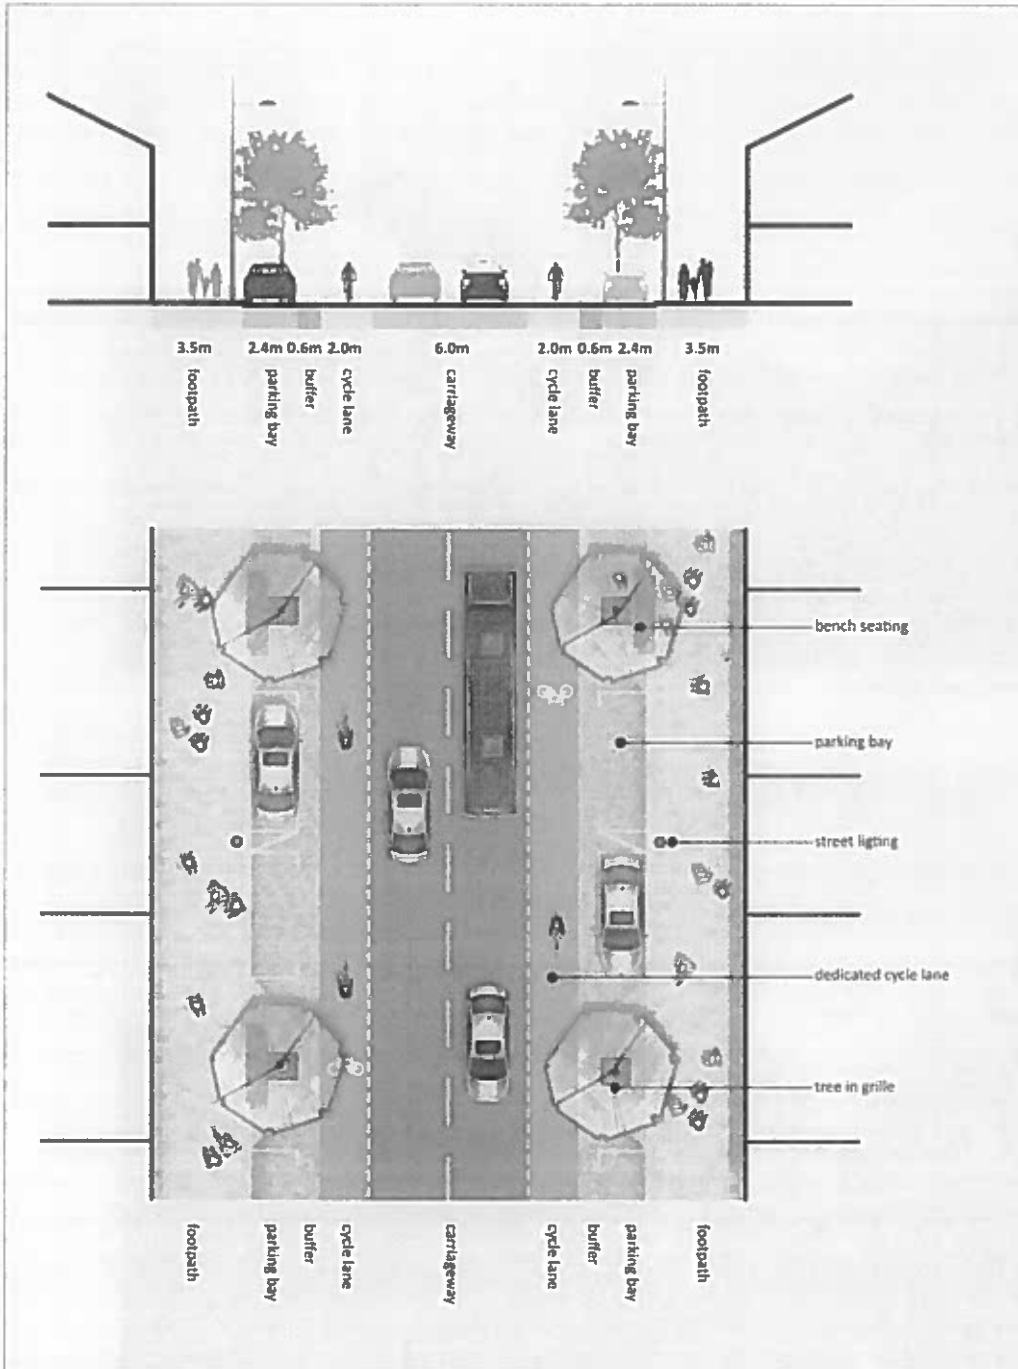 3.5m 2.4m 0.6m 2.0m 6.0m 2.0m 0.6m 2.4m 3.5m
footpath parking bay buffer cycle lane carriageway cycle lane buffer parking bay footpath
bench seating
parking bay
street ligting
dedicated cycle lane
tree in grille
footpath parking bay buffer cycle lane carriageway cycle lane buffer parking bay footpath